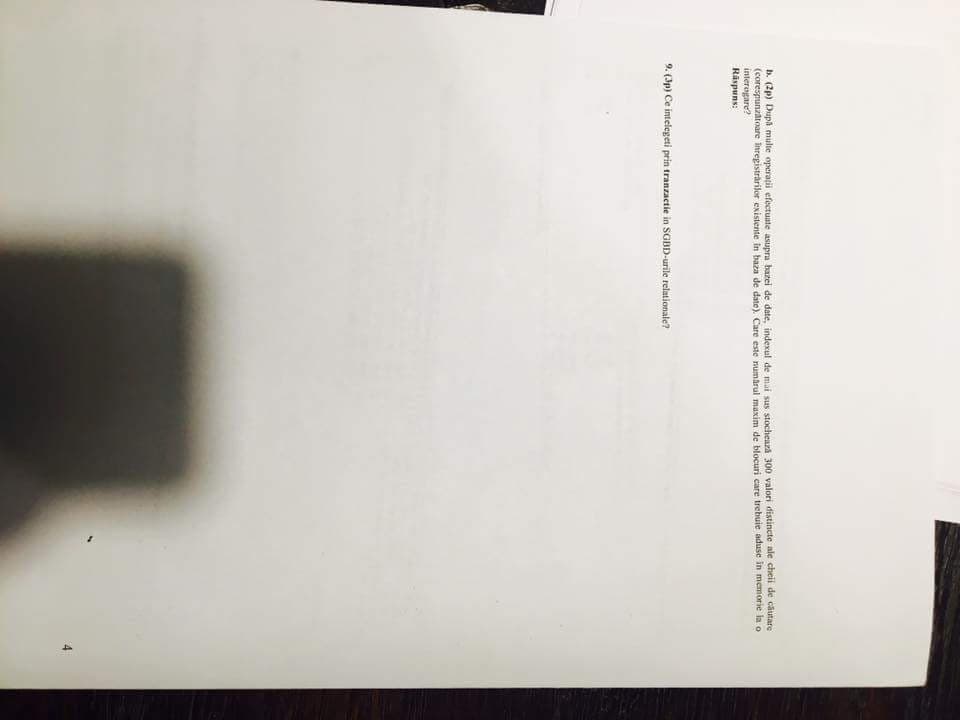 b. (2p) După multe operații efectuate asupra bazei de date, indexul de mai sus stochează 300 valori distincte ale cheii de căutare
(corespunzătoare înregistrărilor existente în baza de date). Care este numărul maxim de blocuri care trebuie aduse în memorie la o
interogare?
Răspuns:
9. (3p) Ce intelegeti prin tranzactie in SGBD-urile relationale?
4